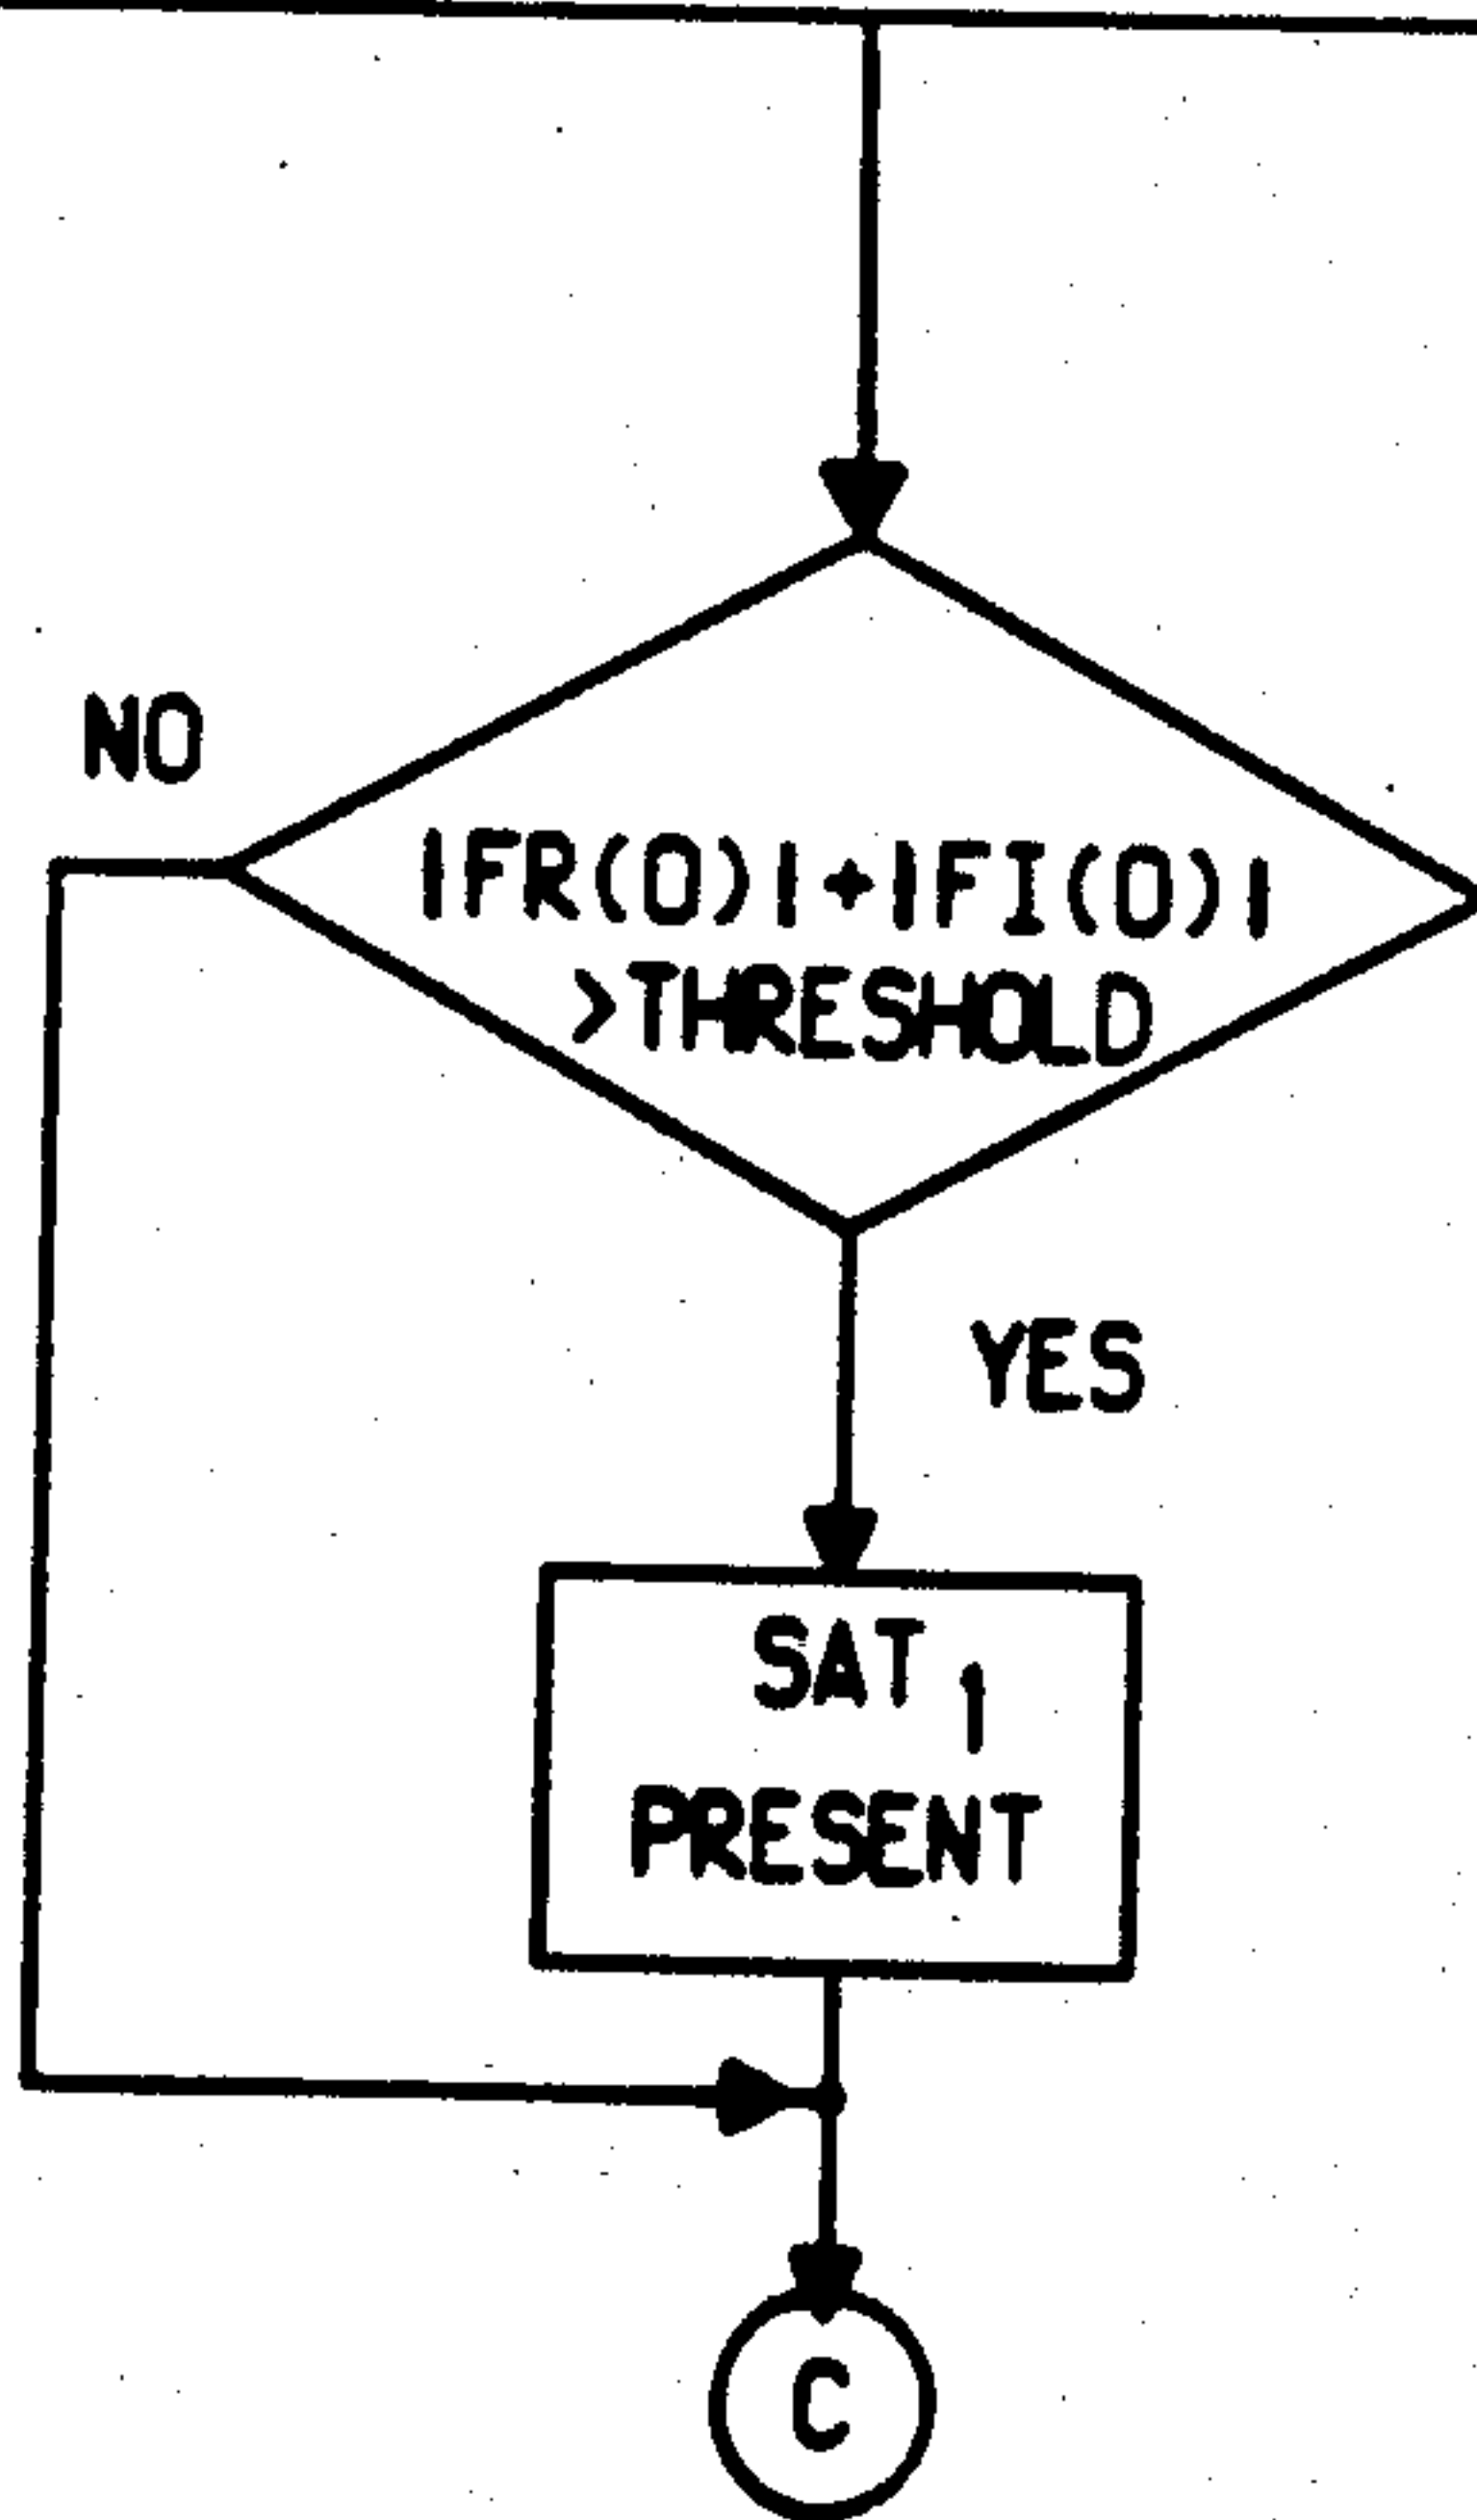 NO
|FR(0)|+|FI(0)|
>THRESHOLD
YES
SAT1
PRESENT
C